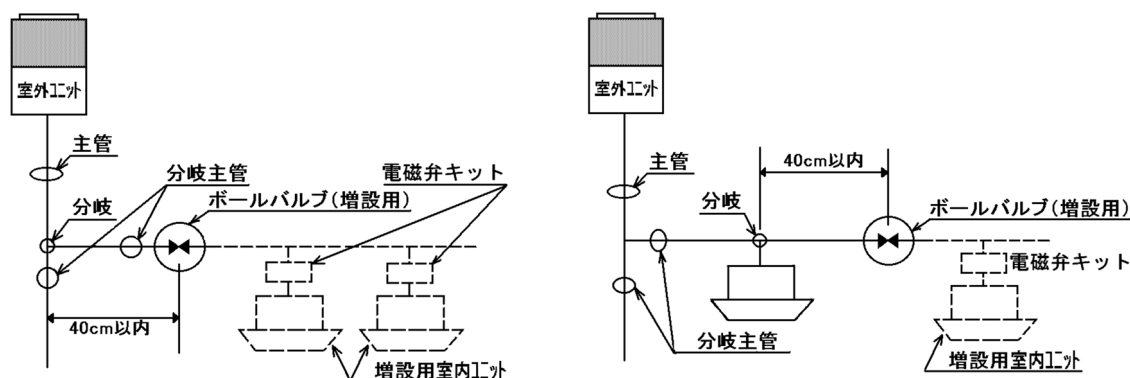 室外ユニット
主管
分岐主管
電磁弁キット
ボールバルブ(増設用)
分岐
40cm以内
増設用室内ユニット
室外ユニット
40cm以内
主管
分岐
ボールバルブ(増設用)
電磁弁キット
分岐主管
増設用室内ユニット